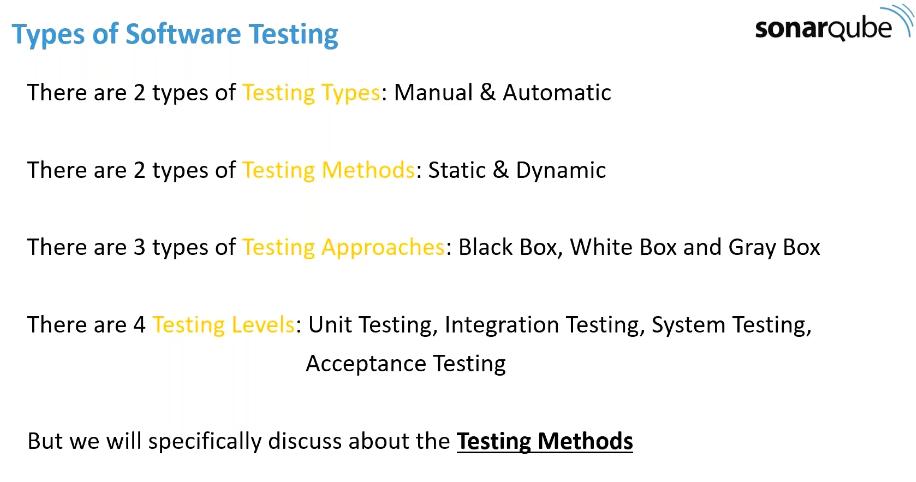 Types of Software Testing
sonarqube
There are 2 types of Testing Types: Manual & Automatic
There are 2 types of Testing Methods: Static & Dynamic
There are 3 types of Testing Approaches: Black Box, White Box and Gray Box
There are 4 Testing Levels: Unit Testing, Integration Testing, System Testing,
Acceptance Testing
But we will specifically discuss about the Testing Methods